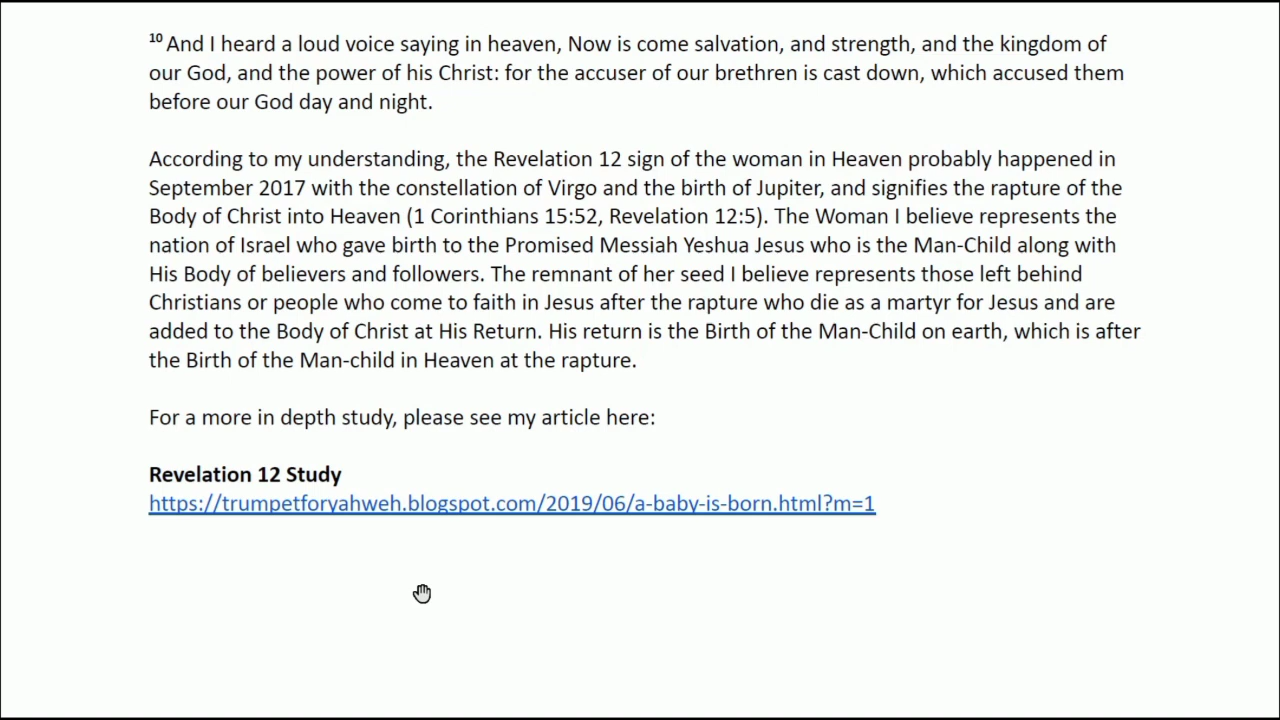 10 And I heard a loud voice saying in heaven, Now is come salvation, and strength, and the kingdom of
our God, and the power of his Christ: for the accuser of our brethren is cast down, which accused them
before our God day and night.
According to my understanding, the Revelation 12 sign of the woman in Heaven probably happened in
September 2017 with the constellation of Virgo and the birth of Jupiter, and signifies the rapture of the
Body of Christ into Heaven (1 Corinthians 15:52, Revelation 12:5). The Woman I believe represents the
nation of Israel who gave birth to the Promised Messiah Yeshua Jesus who is the Man-Child along with
His Body of believers and followers. The remnant of her seed I believe represents those left behind
Christians or people who come to faith in Jesus after the rapture who die as a martyr for Jesus and are
added to the Body of Christ at His Return. His return is the Birth of the Man-Child on earth, which is after
the Birth of the Man-child in Heaven at the rapture.
For a more in depth study, please see my article here:
Revelation 12 Study
https://trumpetforyahweh.blogspot.com/2019/06/a-baby-is-born.html?m=1